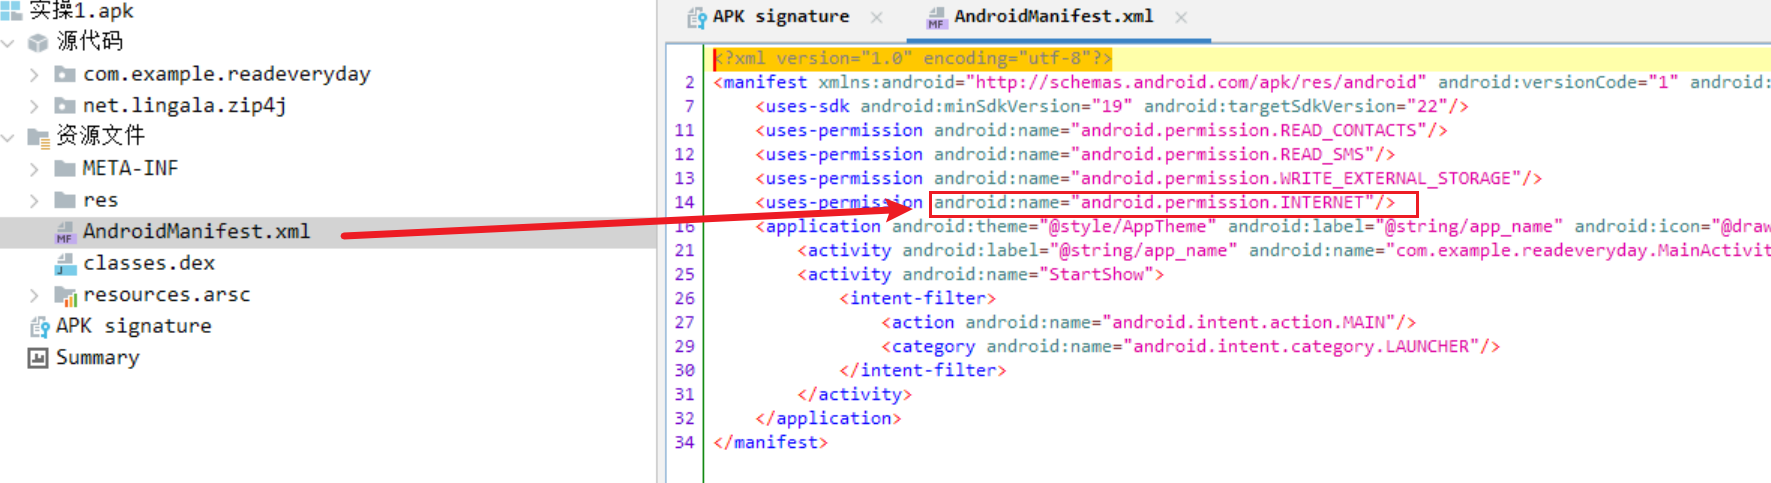 实操1.apk
源代码
com.example.readeveryday
net.lingala.zip4j
资源文件
META-INF
res
AndroidManifest.xml
classes.dex
resources.arsc
APK signature
Summary
APK signature
AndroidManifest.xml
<?xml version="1.0" encoding="utf-8"?>
2 <manifest xmlns:android="http://schemas.android.com/apk/res/android" android:versionCode="1" android:
7 <uses-sdk android:minSdkVersion="19" android:targetSdkVersion="22"/>
11 <uses-permission android:name="android.permission.READ_CONTACTS"/>
12 <uses-permission android:name="android.permission.READ_SMS"/>
13 <uses-permission android:name="android.permission.WRITE_EXTERNAL_STORAGE"/>
14 <uses-permission android:name="android.permission.INTERNET"/>
16 <application android:theme="@style/AppTheme" android:label="@string/app_name" android:icon="@draw
21 <activity android:label="@string/app_name" android:name="com.example.readeveryday.MainActivit
25 <activity android:name="StartShow">
26 <intent-filter>
27 <action android:name="android.intent.action.MAIN"/>
29 <category android:name="android.intent.category.LAUNCHER"/>
30 </intent-filter>
31 </activity>
32 </application>
34 </manifest>